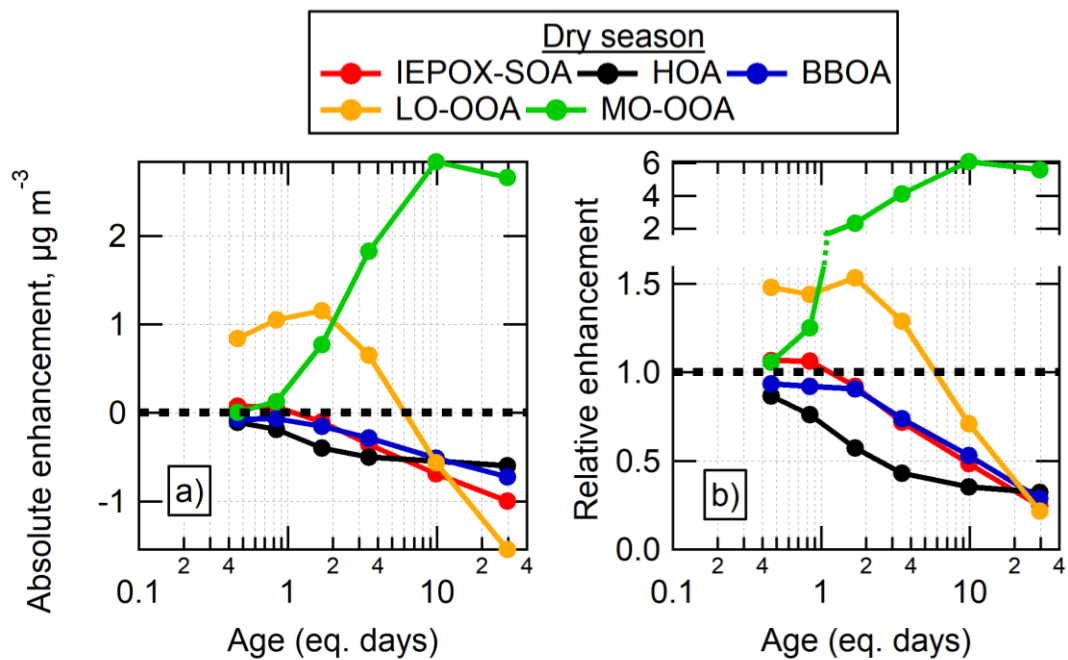 Dry season
IEPOX-SOA HOA BBOA
LO-OOA MO-OOA
Absolute enhancement, µg m⁻³
2
1
0
-1
a)
0.1 2 4 1 2 4 10 2 4
Age (eq. days)
Relative enhancement
6
4
2
1.5
1.0
0.5
0.0
b)
0.1 2 4 1 2 4 10 2 4
Age (eq. days)